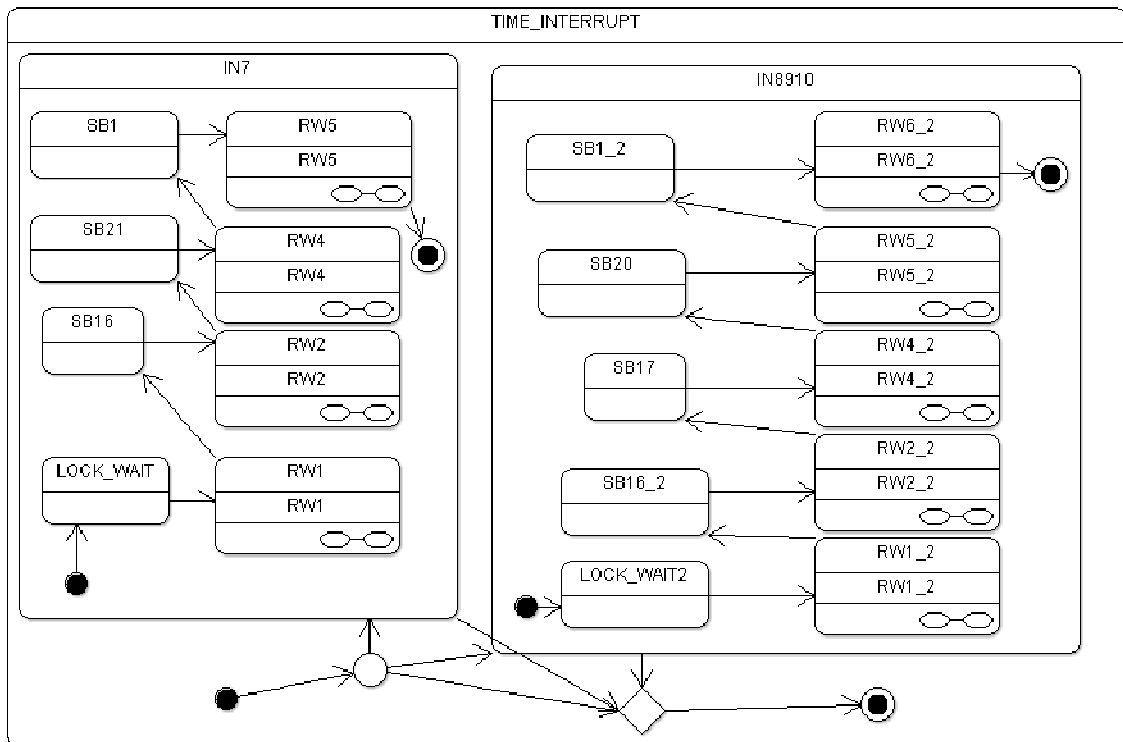 TIME_INTERRUPT
IN7
SB1
RW5
RW5
SB21
RW4
RW4
SB16
RW2
RW2
LOCK_WAIT
RW1
RW1
IN8910
SB1_2
RW6_2
RW6_2
SB20
RW5_2
RW5_2
SB17
RW4_2
RW4_2
SB16_2
RW2_2
RW2_2
LOCK_WAIT2
RW1_2
RW1_2